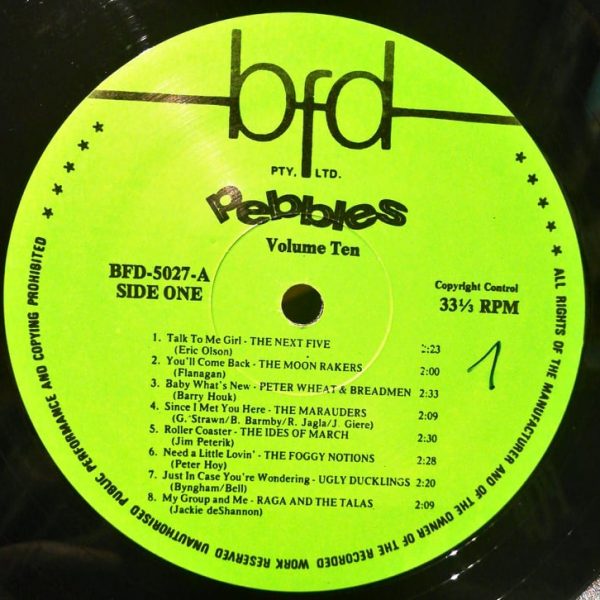 bfd
PTY. LTD.
Pebbles
Volume Ten
BFD-5027-A
SIDE ONE
Copyright Control
33⅓ RPM
1
1. Talk To Me Girl - THE NEXT FIVE 2:23
(Eric Olson)
2. You'll Come Back - THE MOON RAKERS 2:00
(Flanagan)
3. Baby What's New - PETER WHEAT & BREADMEN 2:33
(Barry Houk)
4. Since I Met You Here - THE MARAUDERS 2:09
(G. Strawn/B. Barmby/R. Jagla/J. Giere)
5. Roller Coaster - THE IDES OF MARCH 2:30
(Jim Peterik)
6. Need a Little Lovin' - THE FOGGY NOTIONS 2:28
(Peter Hoy)
7. Just In Case You're Wondering - UGLY DUCKLINGS 2:20
(Byngham/Bell)
8. My Group and Me - RAGA AND THE TALAS 2:09
(Jackie deShannon)
★ ★ ★ ★ ★ ALL RIGHTS OF THE MANUFACTURER AND OF THE OWNER OF THE RECORDED WORK RESERVED UNAUTHORISED PUBLIC PERFORMANCE AND COPYING PROHIBITED ★ ★ ★ ★ ★